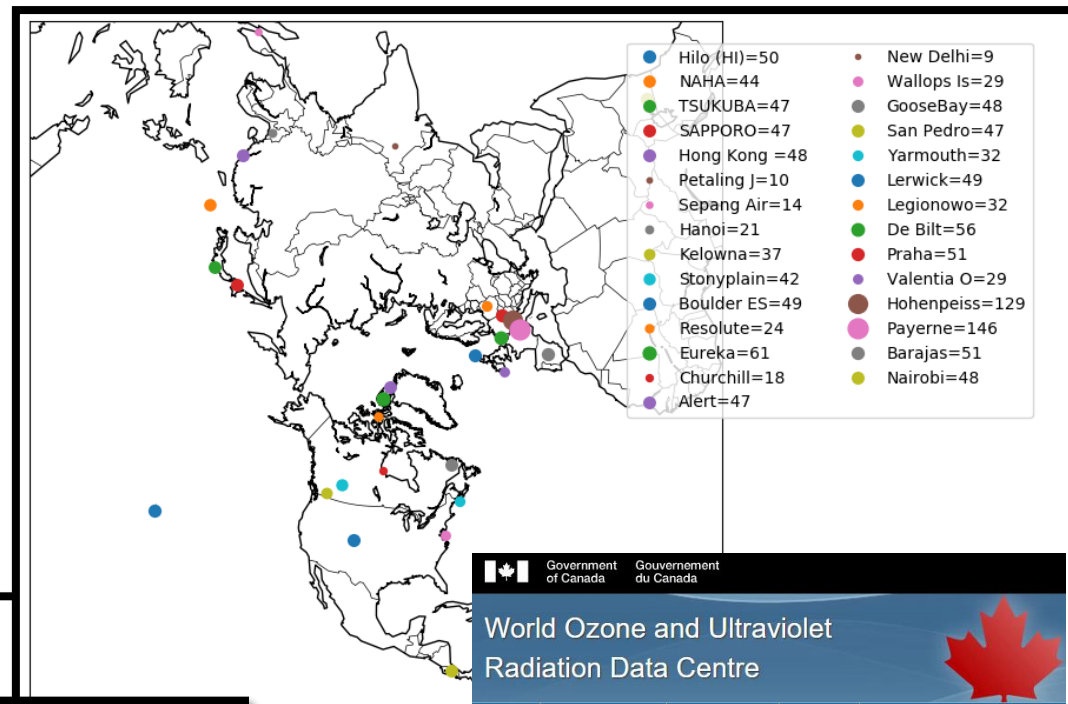 Hilo (HI)=50
NAHA=44
TSUKUBA=47
SAPPORO=47
Hong Kong =48
Petaling J=10
Sepang Air=14
Hanoi=21
Kelowna=37
Stonyplain=42
Boulder ES=49
Resolute=24
Eureka=61
Churchill=18
Alert=47
New Delhi=9
Wallops Is=29
GooseBay=48
San Pedro=47
Yarmouth=32
Lerwick=49
Legionowo=32
De Bilt=56
Praha=51
Valentia O=29
Hohenpeiss=129
Payerne=146
Barajas=51
Nairobi=48
Government
of Canada
Gouvernement
du Canada
World Ozone and Ultraviolet
Radiation Data Centre